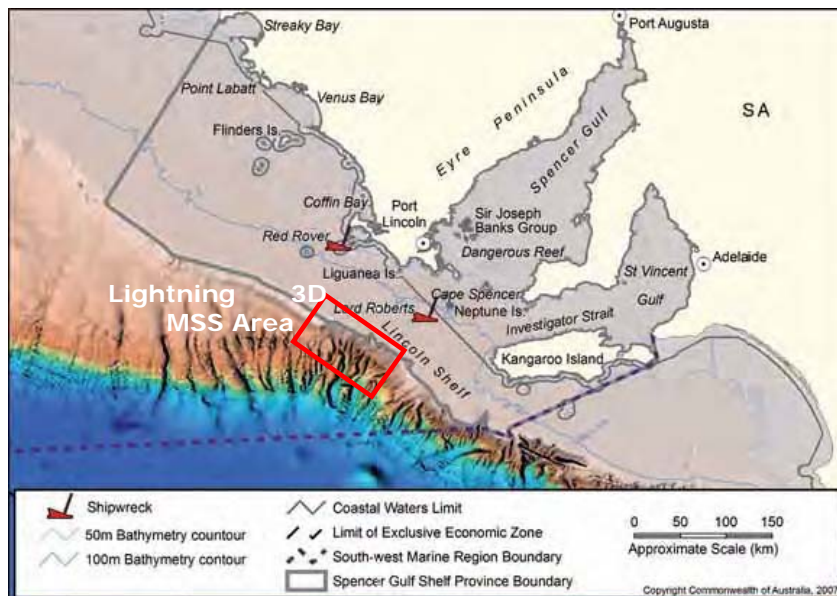 Streaky Bay
Port Augusta
Point Labatt
Venus Bay
SA
Flinders Is.
Eyre Peninsula
Spencer Gulf
Coffin Bay
Port
Lincoln
Sir Joseph
Banks Group
Red Rover
Dangerous Reef
Adelaide
Liguanea Is.
St Vincent
Gulf
Lightning 3D
MSS Area
Lord Roberts
Cape Spencer
Neptune Is.
Investigator Strait
Lincoln Shelf
Kangaroo Island
Shipwreck
50m Bathymetry countour
100m Bathymetry contour
Coastal Waters Limit
Limit of Exclusive Economic Zone
South-west Marine Region Boundary
Spencer Gulf Shelf Province Boundary
0 50 100 150
Approximate Scale (km)
Copyright Commonwealth of Australia, 2007